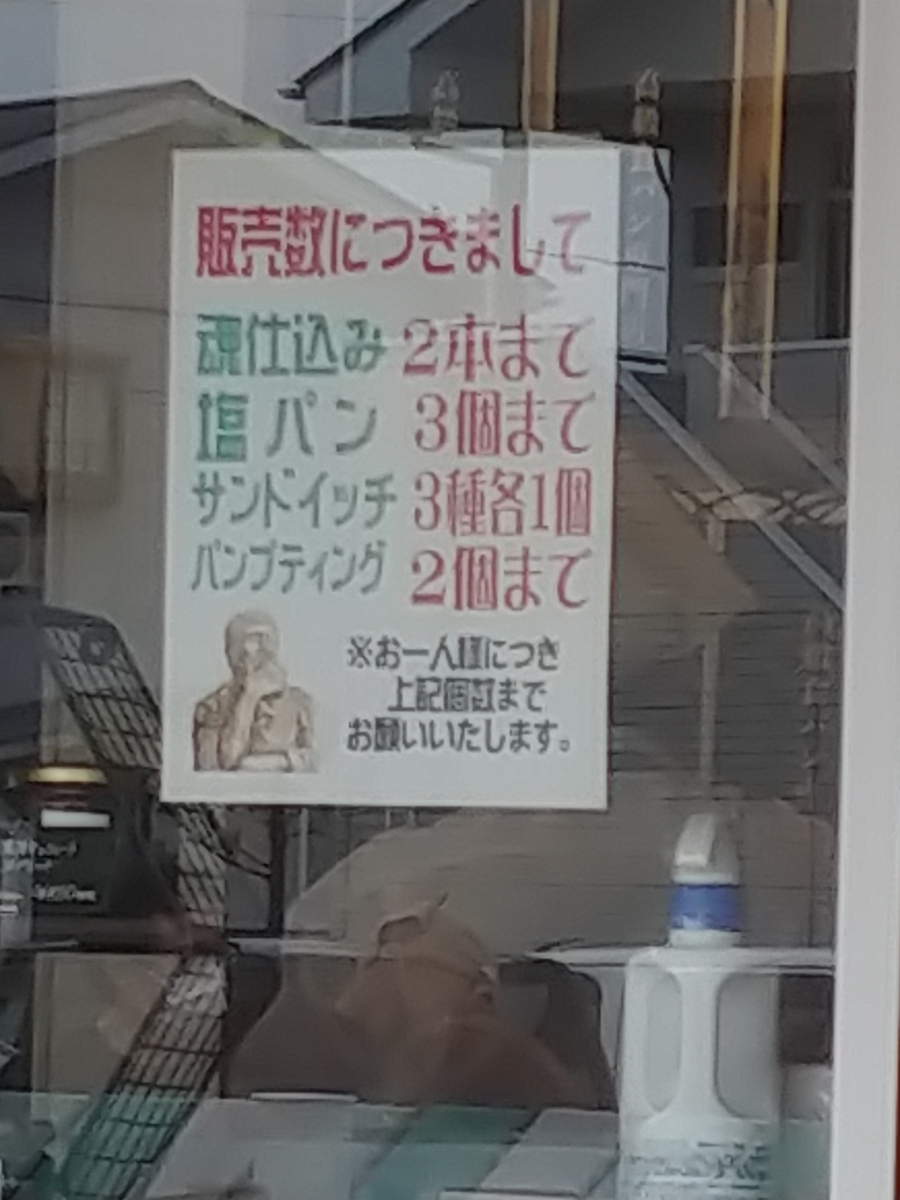 販売数につきまして
魂仕込み 2本まで
塩パン 3個まで
サンドイッチ 3種各1個
パンプティング 2個まで
※お一人様につき
上記個数まで
お願いいたします。